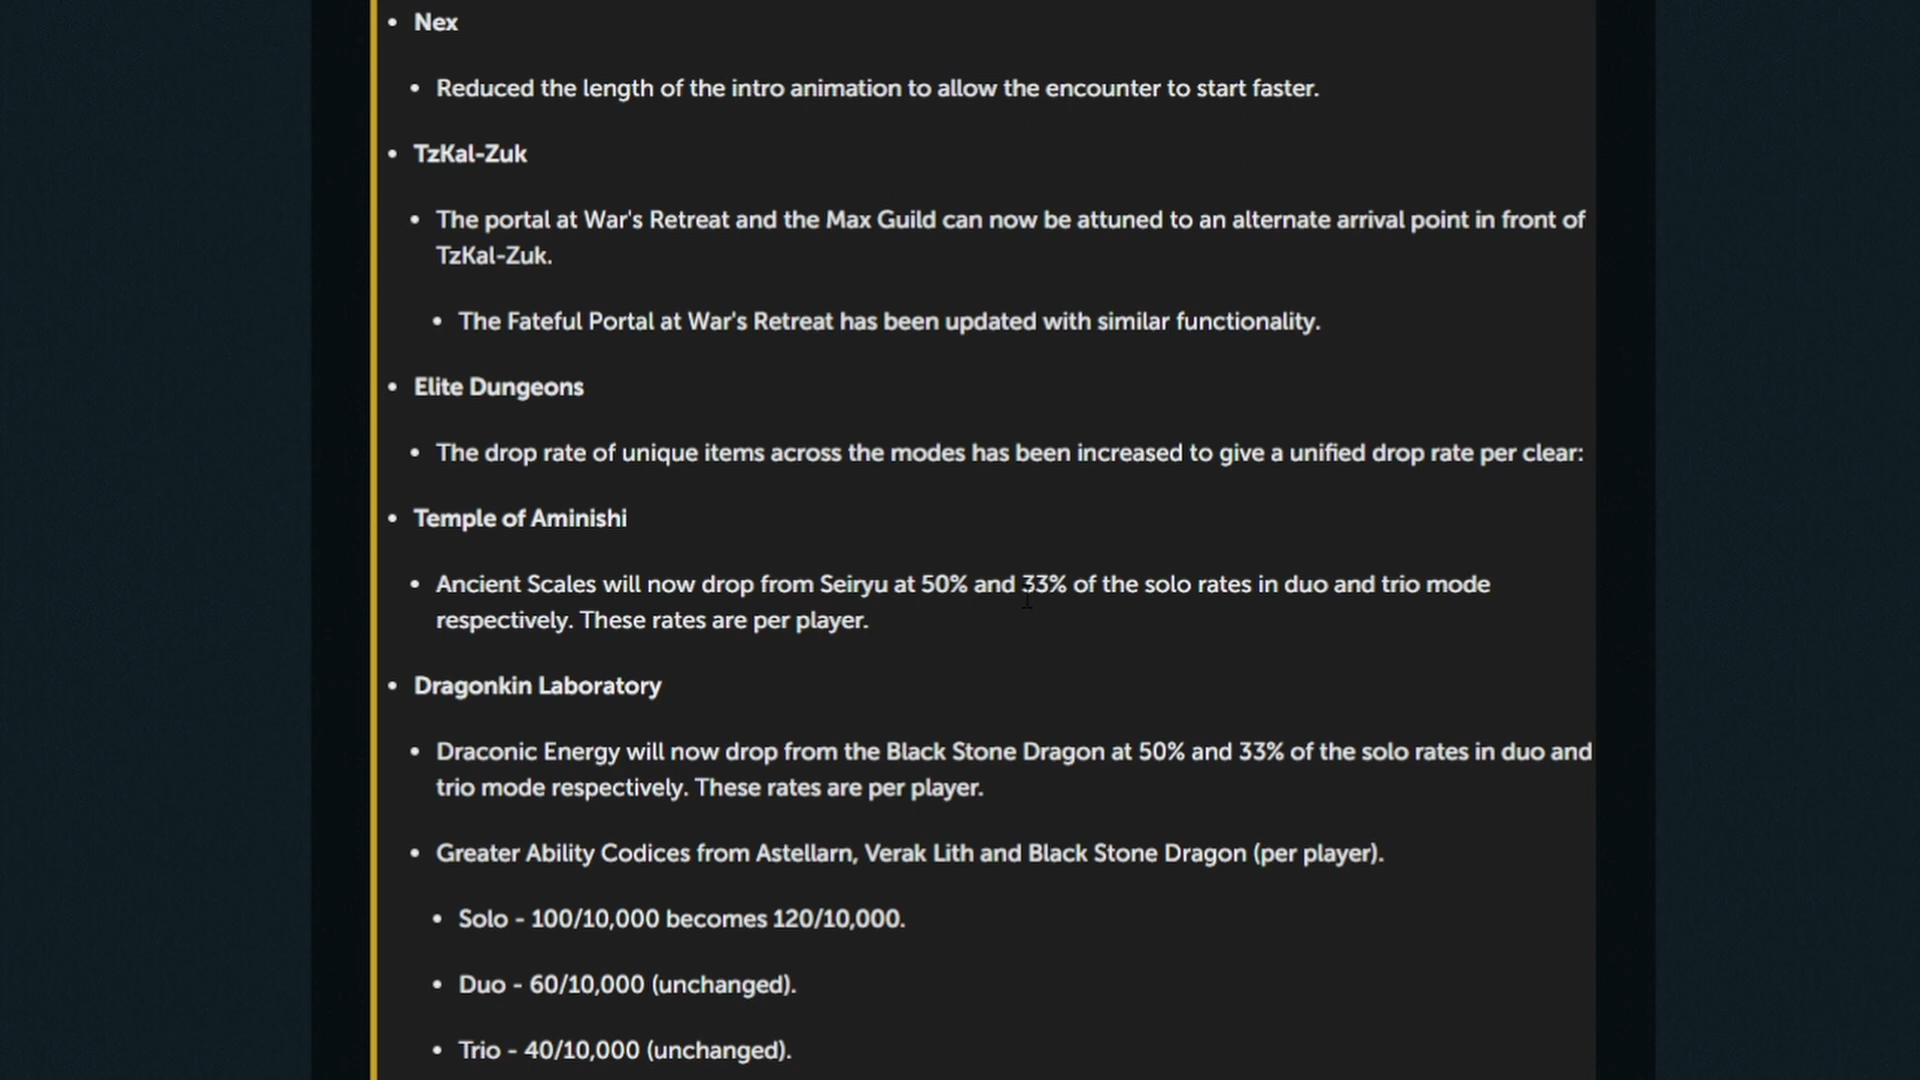 • Nex
• Reduced the length of the intro animation to allow the encounter to start faster.
• TzKal-Zuk
• The portal at War's Retreat and the Max Guild can now be attuned to an alternate arrival point in front of
TzKal-Zuk.
• The Fateful Portal at War's Retreat has been updated with similar functionality.
• Elite Dungeons
• The drop rate of unique items across the modes has been increased to give a unified drop rate per clear:
• Temple of Aminishi
• Ancient Scales will now drop from Seiryu at 50% and 33% of the solo rates in duo and trio mode
respectively. These rates are per player.
• Dragonkin Laboratory
• Draconic Energy will now drop from the Black Stone Dragon at 50% and 33% of the solo rates in duo and
trio mode respectively. These rates are per player.
• Greater Ability Codices from Astellarn, Verak Lith and Black Stone Dragon (per player).
• Solo - 100/10,000 becomes 120/10,000.
• Duo - 60/10,000 (unchanged).
• Trio - 40/10,000 (unchanged).